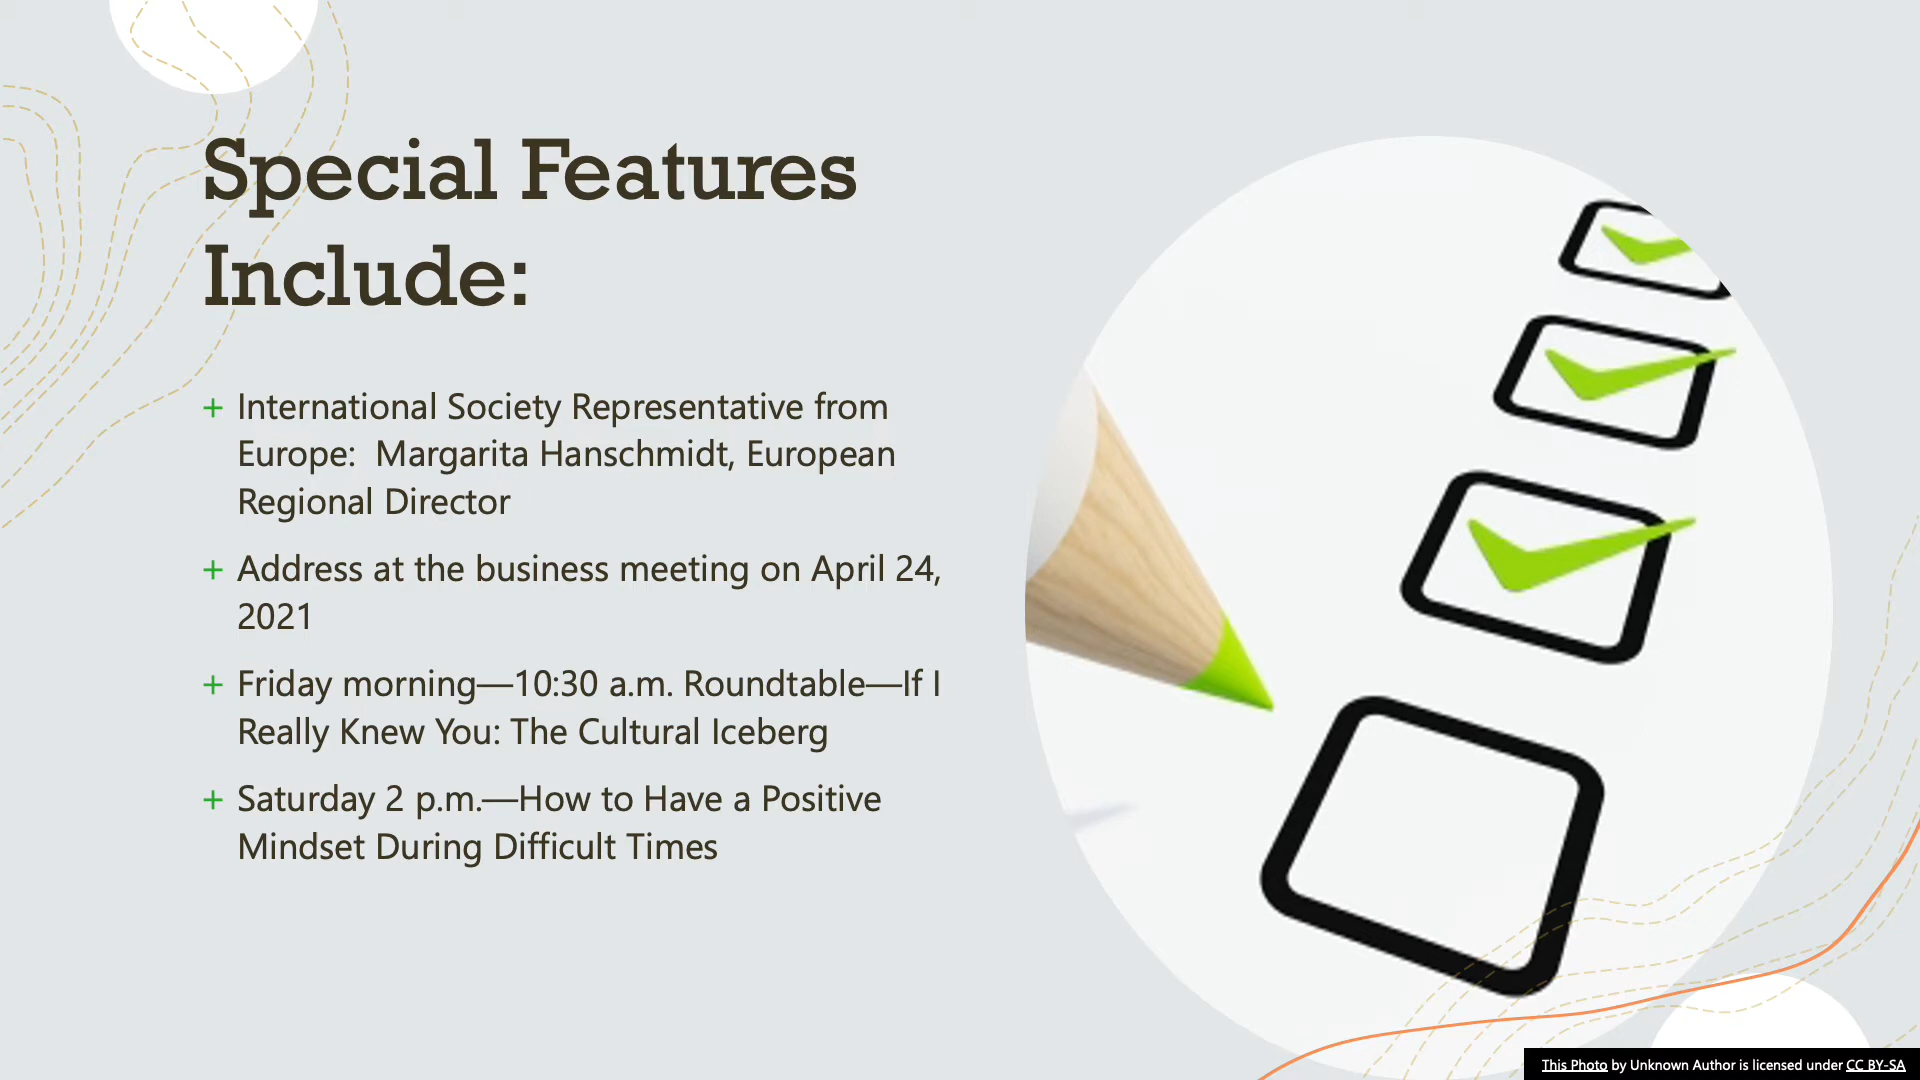 Special Features
Include:
+ International Society Representative from
Europe:  Margarita Hanschmidt, European
Regional Director
+ Address at the business meeting on April 24,
2021
+ Friday morning—10:30 a.m. Roundtable—If I
Really Knew You: The Cultural Iceberg
+ Saturday 2 p.m.—How to Have a Positive
Mindset During Difficult Times
This Photo by Unknown Author is licensed under CC BY-SA